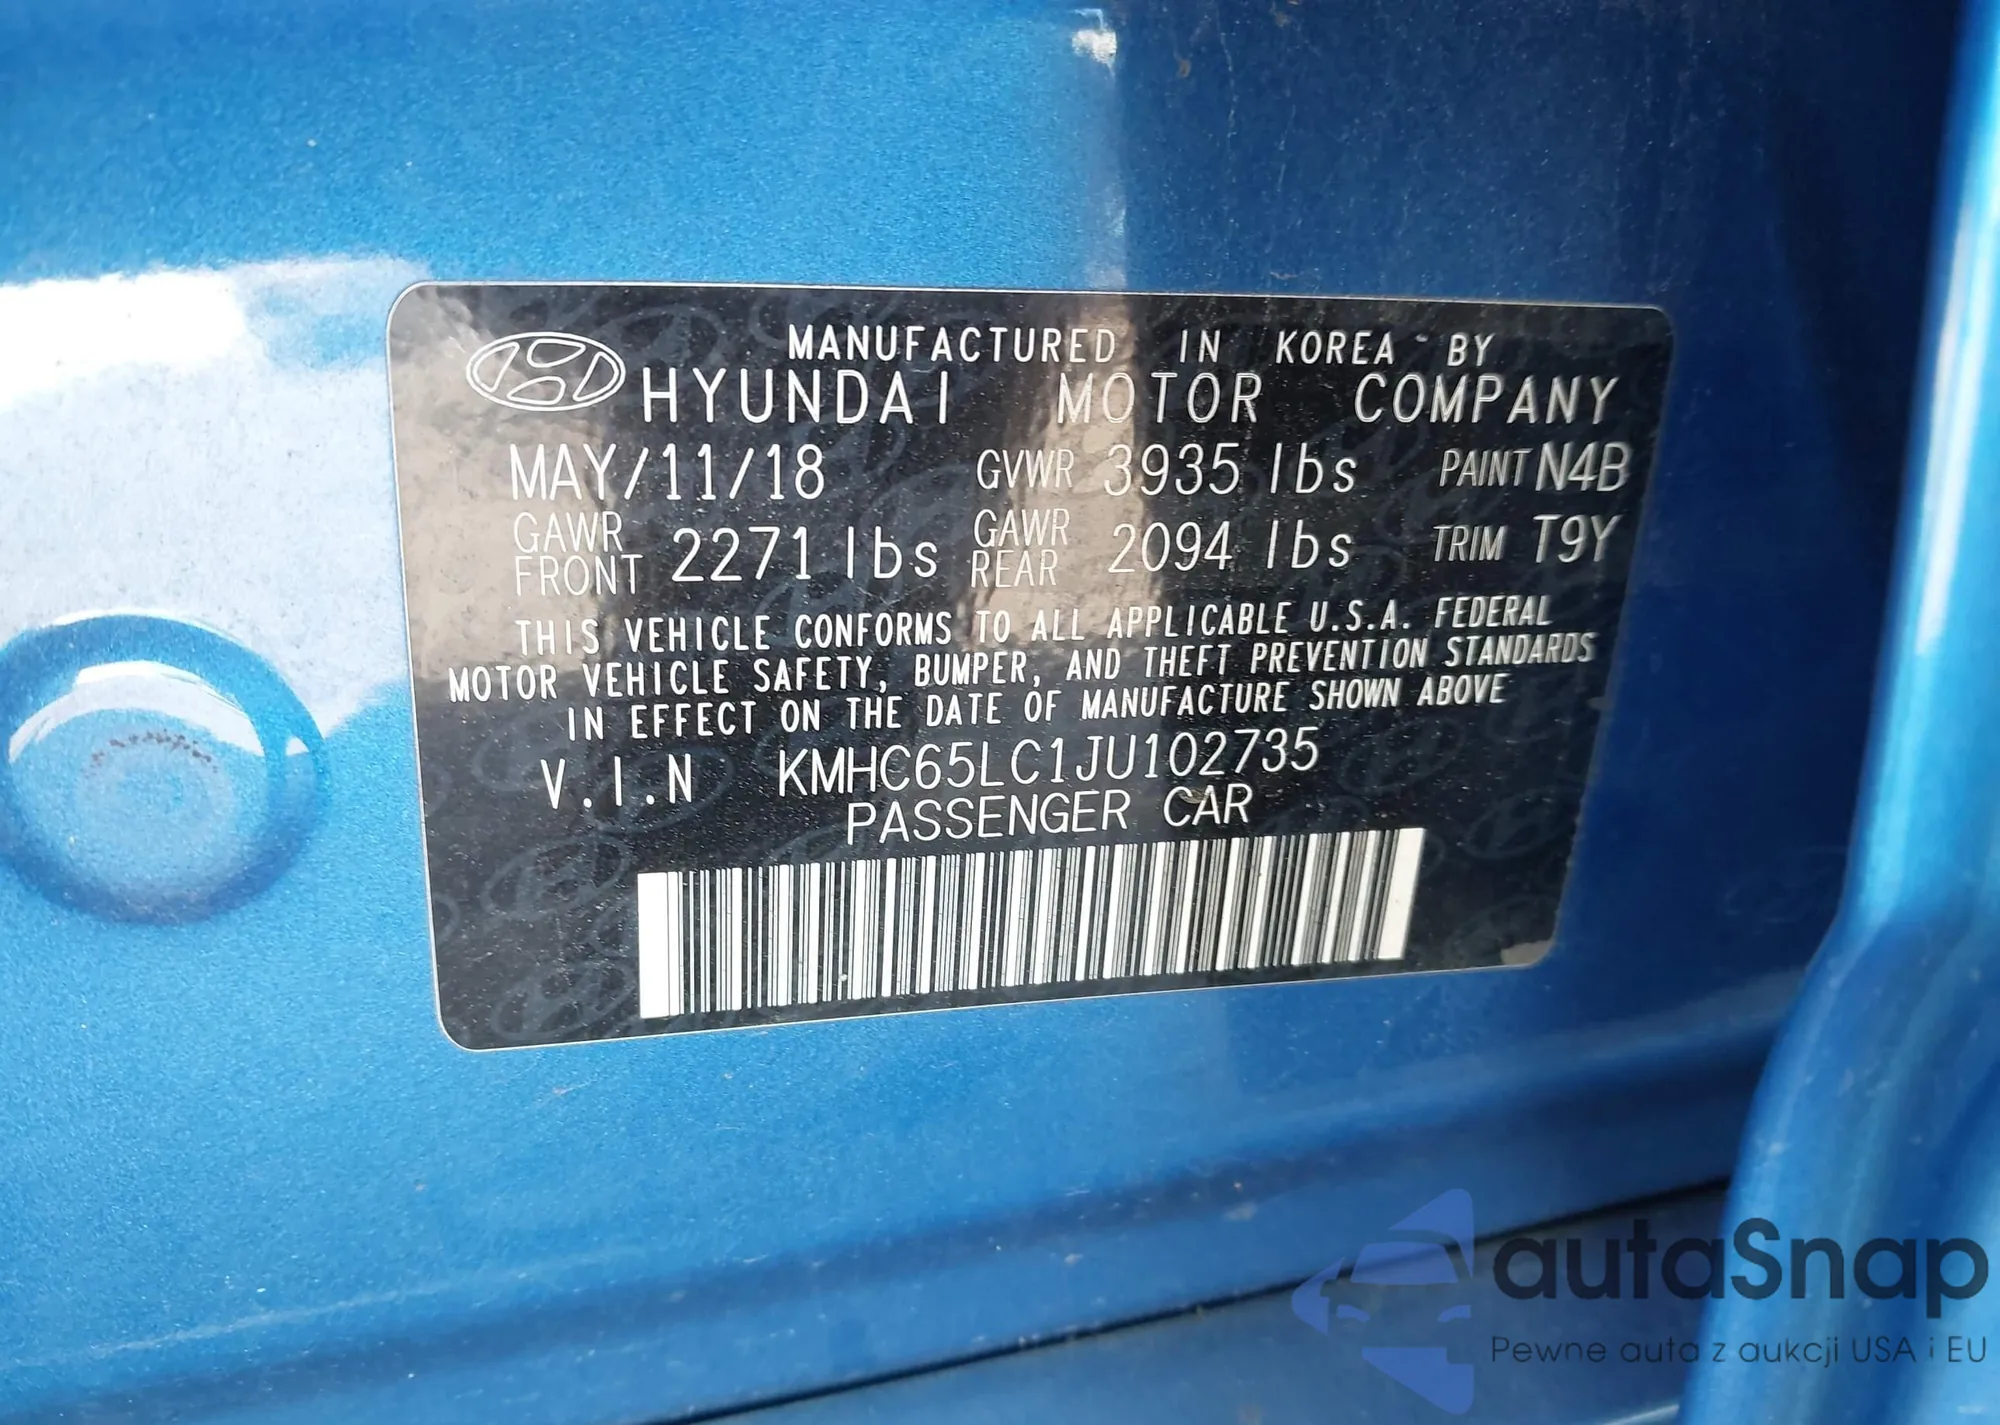 MANUFACTURED IN KOREA BY
HYUNDAI MOTOR COMPANY
MAY/11/18 GVWR 3935 lbs PAINT N4B
GAWR FRONT 2271 lbs GAWR REAR 2094 lbs TRIM T9Y
THIS VEHICLE CONFORMS TO ALL APPLICABLE U.S.A. FEDERAL
MOTOR VEHICLE SAFETY, BUMPER, AND THEFT PREVENTION STANDARDS
IN EFFECT ON THE DATE OF MANUFACTURE SHOWN ABOVE
V.I.N KMHC65LC1JU102735
PASSENGER CAR
autaSnap
Pewne auta z aukcji USA i EU